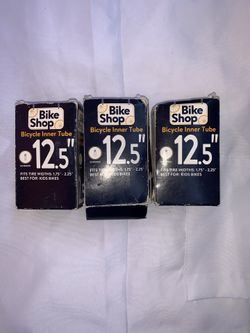 Bike
Shop
Bicycle Inner Tube
12.5"
FITS TIRE WIDTHS 1.75" - 2.25"
BEST FOR: KIDS BIKES
Bike
Shop
Bicycle Inner Tube
12.5"
FITS TIRE WIDTHS 1.75" - 2.25"
BEST FOR: KIDS BIKES
Bike
Shop
Bicycle Inner Tube
12.5"
FITS TIRE WIDTHS 1.75" - 2.25"
BEST FOR: KIDS BIKES